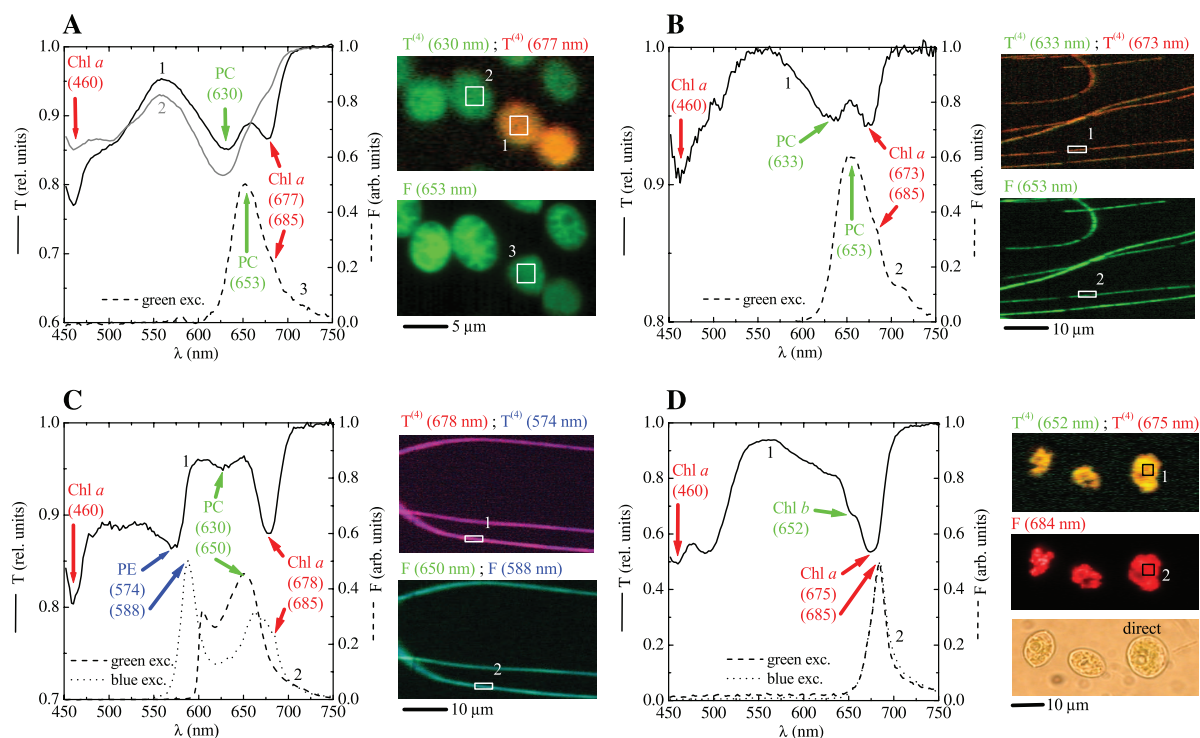 A
T⁽⁴⁾ (630 nm) ; T⁽⁴⁾ (677 nm)
1.0
0.9
0.8
0.7
0.6
T (rel. units)
1.0
0.8
0.6
0.4
0.2
0.0
F (arb. units)
Chl a
(460)
1
2
PC
(630)
Chl a
(677)
(685)
PC
(653)
3
green exc.
450 500 550 600 650 700 750
λ (nm)
2
1
F (653 nm)
3
5 µm
B
T⁽⁴⁾ (633 nm) ; T⁽⁴⁾ (673 nm)
1.0
0.9
0.8
T (rel. units)
1.0
0.8
0.6
0.4
0.2
0.0
F (arb. units)
Chl a
(460)
1
PC
(633)
Chl a
(673)
(685)
PC
(653)
2
green exc.
450 500 550 600 650 700 750
λ (nm)
1
F (653 nm)
2
10 µm
C
T⁽⁴⁾ (678 nm) ; T⁽⁴⁾ (574 nm)
1.0
0.9
0.8
0.7
T (rel. units)
1.0
0.8
0.6
0.4
0.2
0.0
F (arb. units)
Chl a
(460)
1
PC
(630)
(650)
PE
(574)
(588)
Chl a
(678)
(685)
green exc.
blue exc.
2
450 500 550 600 650 700 750
λ (nm)
1
F (650 nm) ; F (588 nm)
2
10 µm
D
T⁽⁴⁾ (652 nm) ; T⁽⁴⁾ (675 nm)
1.0
0.8
0.6
0.4
0.2
0.0
T (rel. units)
1.0
0.8
0.6
0.4
0.2
0.0
F (arb. units)
Chl a
(460)
1
Chl b
(652)
Chl a
(675)
(685)
2
green exc.
blue exc.
450 500 550 600 650 700 750
λ (nm)
1
F (684 nm)
2
direct
10 µm